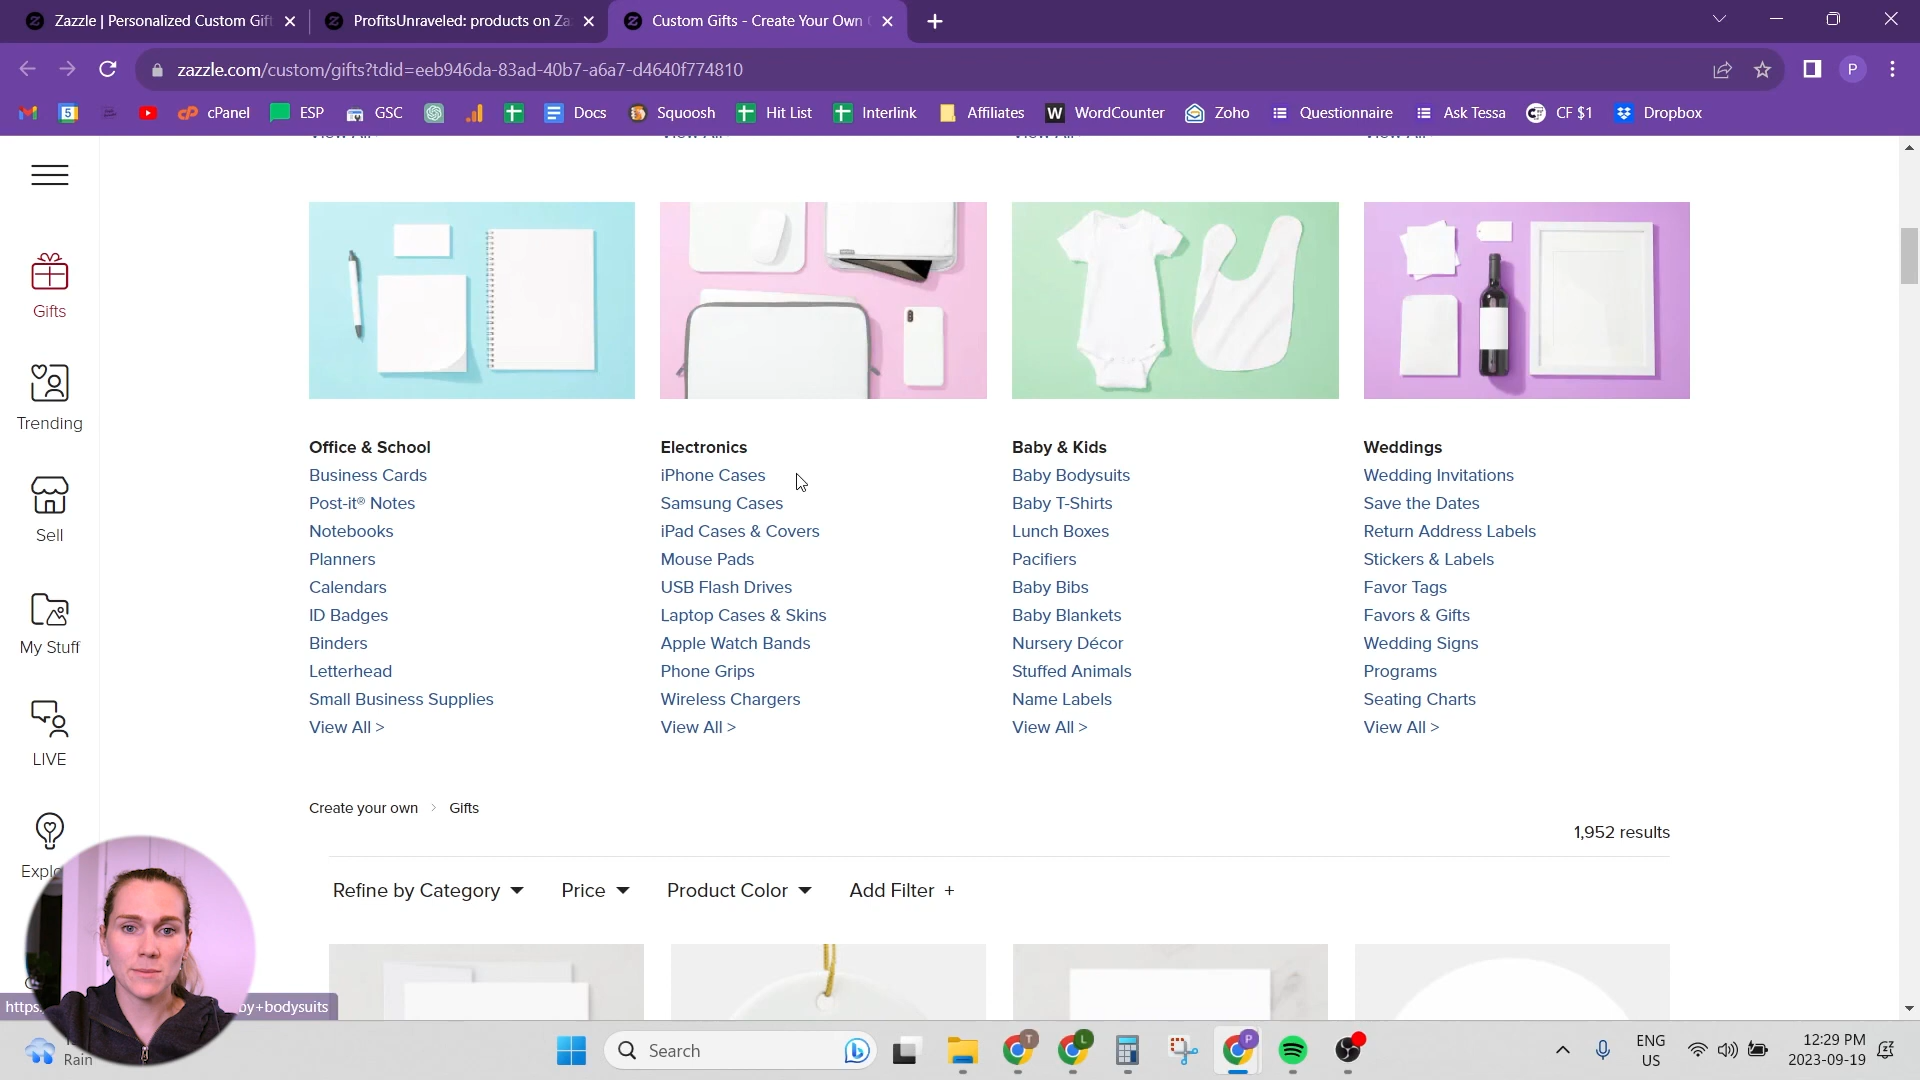 Zazzle | Personalized Custom Gift
ProfitsUnraveled: products on Za
Custom Gifts - Create Your Own
zazzle.com/custom/gifts?tdid=eeb946da-83ad-40b7-a6a7-d4640f774810
P
5
cPanel
ESP
GSC
Docs
Squoosh
Hit List
Interlink
Affiliates
W WordCounter
Zoho
Questionnaire
Ask Tessa
CF $1
Dropbox
Gifts
Trending
Sell
My Stuff
LIVE
Office & School
Business Cards
Post-it® Notes
Notebooks
Planners
Calendars
ID Badges
Binders
Letterhead
Small Business Supplies
View All >
Electronics
iPhone Cases
Samsung Cases
iPad Cases & Covers
Mouse Pads
USB Flash Drives
Laptop Cases & Skins
Apple Watch Bands
Phone Grips
Wireless Chargers
View All >
Baby & Kids
Baby Bodysuits
Baby T-Shirts
Lunch Boxes
Pacifiers
Baby Bibs
Baby Blankets
Nursery Décor
Stuffed Animals
Name Labels
View All >
Weddings
Wedding Invitations
Save the Dates
Return Address Labels
Stickers & Labels
Favor Tags
Favors & Gifts
Wedding Signs
Programs
Seating Charts
View All >
Create your own > Gifts
1,952 results
Refine by Category
Price
Product Color
Add Filter +
by+bodysuits
Rain
Search
T
L
P
ENG
US
12:29 PM
2023-09-19